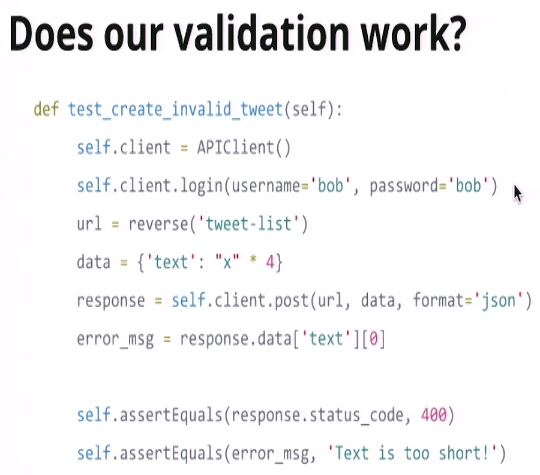 Does our validation work?
def test_create_invalid_tweet(self):
self.client = APIClient()
self.client.login(username='bob', password='bob')
url = reverse('tweet-list')
data = {'text': "x" * 4}
response = self.client.post(url, data, format='json')
error_msg = response.data['text'][0]
self.assertEquals(response.status_code, 400)
self.assertEquals(error_msg, 'Text is too short!')